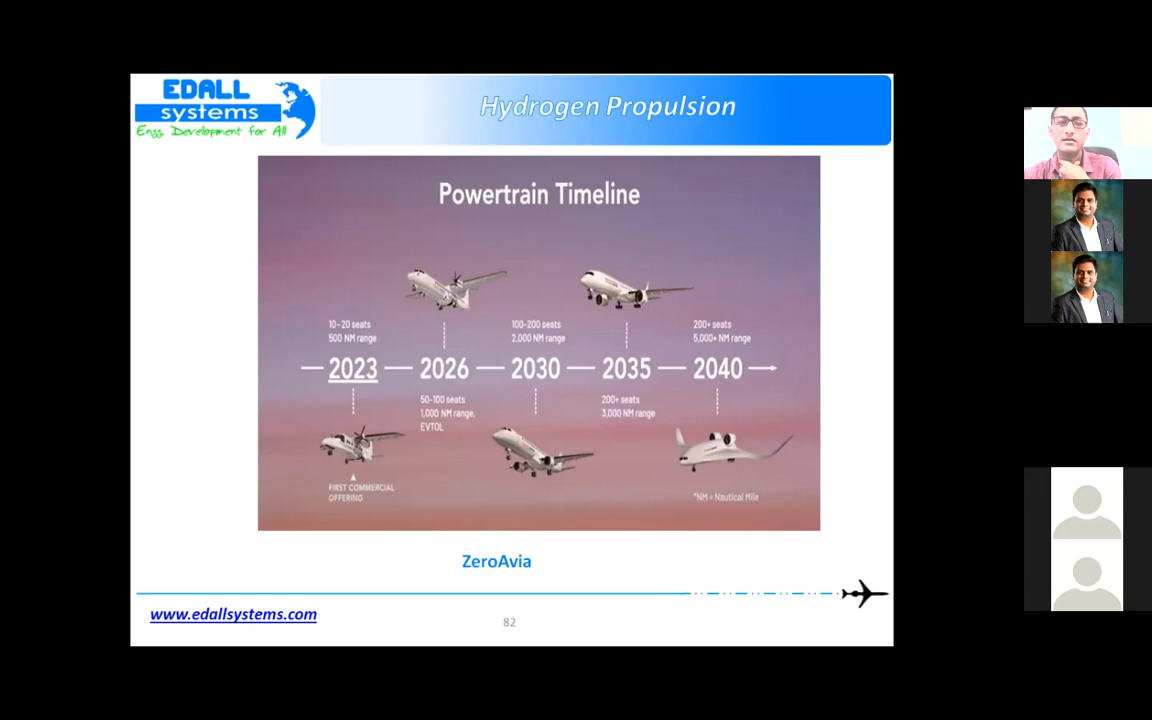 EDALL
systems
Engg. Development for All
Hydrogen Propulsion
Powertrain Timeline
10-20 seats
500 NM range
100-200 seats
2,000 NM range
200+ seats
5,000+ NM range
2023
2026
2030
2035
2040
50-100 seats
1,000 NM range,
EVTOL
200+ seats
3,000 NM range
FIRST COMMERCIAL
OFFERING
*NM = Nautical Mile
ZeroAvia
www.edallsystems.com
82